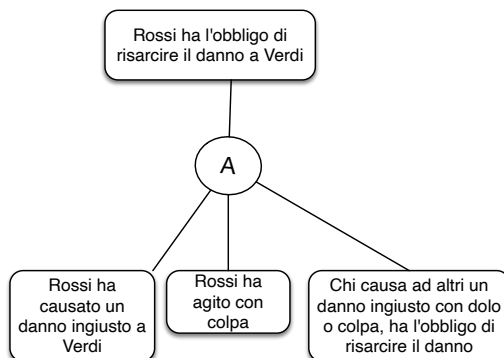 Rossi ha l'obbligo di
risarcire il danno a Verdi
A
Rossi ha
causato un
danno ingiusto a
Verdi
Rossi ha
agito con
colpa
Chi causa ad altri un
danno ingiusto con dolo
o colpa, ha l'obbligo di
risarcire il danno